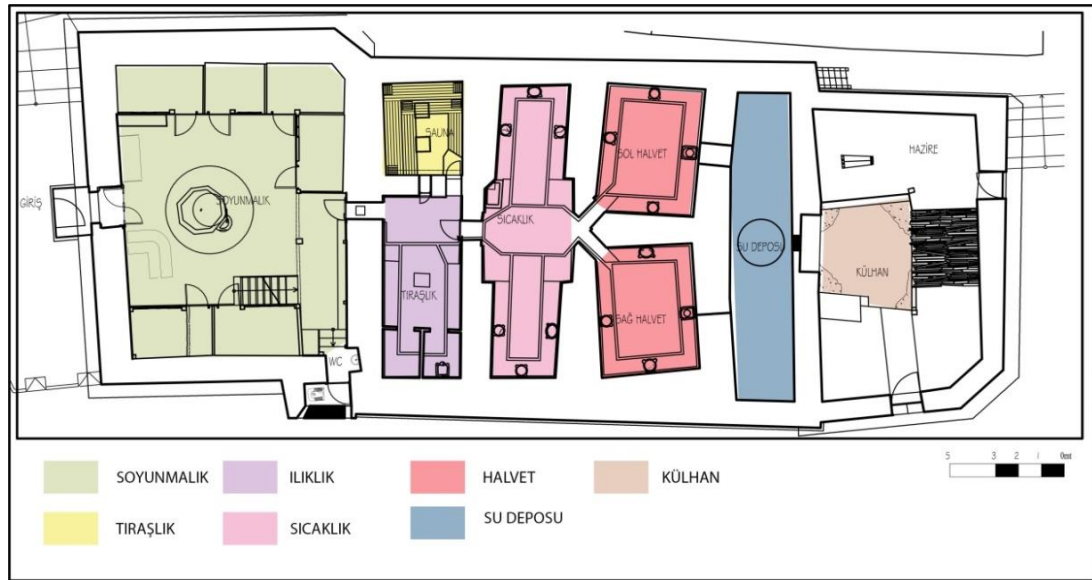 SAUNA
HAZİRE
SOL HALVET
GİRİŞ
SOYUNMALIK
SICAKLIK
SU DEPOSU
KÜLHAN
TIRAŞLIK
SAĞ HALVET
WC
SOYUNMALIK
ILIKLIK
HALVET
KÜLHAN
TIRAŞLIK
SICAKLIK
SU DEPOSU
5 3 2 1 0mt